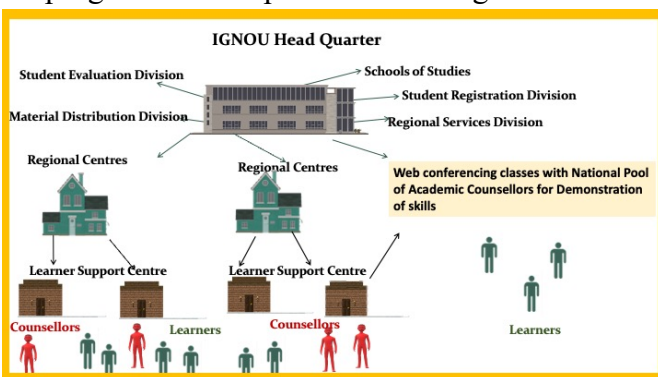 IGNOU Head Quarter
Student Evaluation Division
Schools of Studies
Student Registration Division
Material Distribution Division
Regional Services Division
Regional Centres
Regional Centres
Web conferencing classes with National Pool
of Academic Counsellors for Demonstration
of skills
Learner Support Centre
Learner Support Centre
Counsellors
Learners
Counsellors
Learners